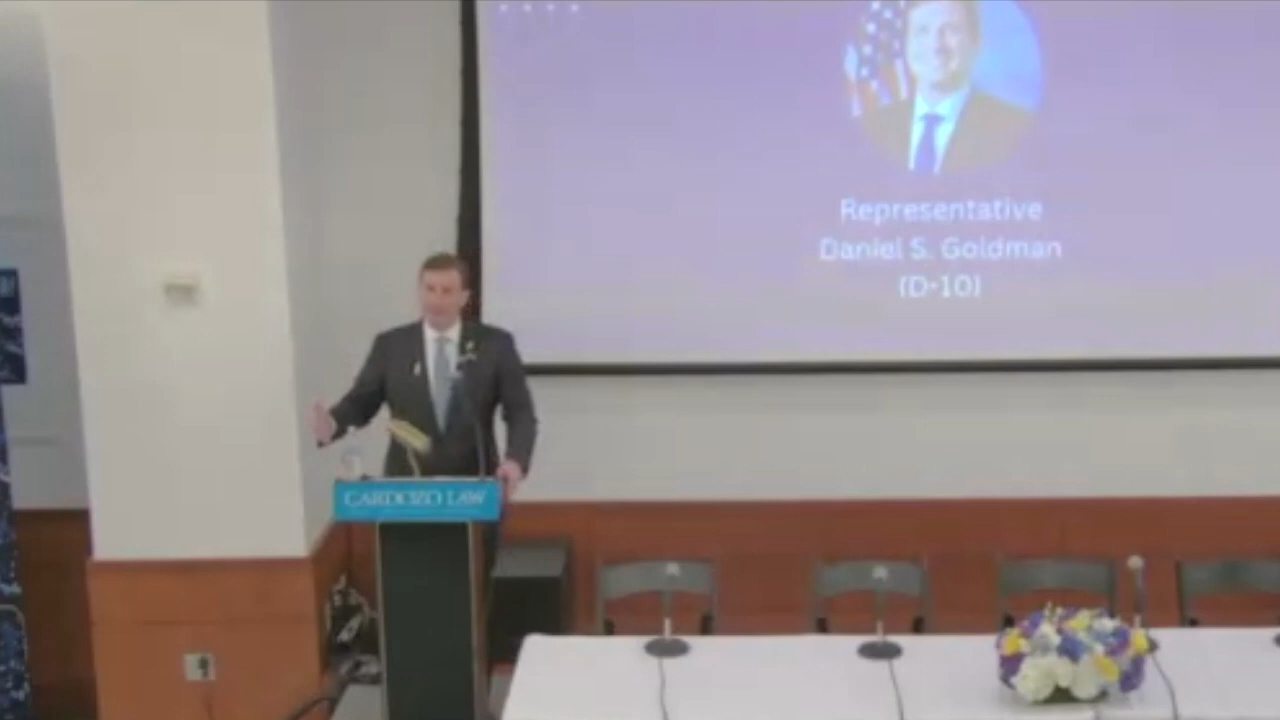 Representative
Daniel S. Goldman
(D-10)
CARDOZO LAW